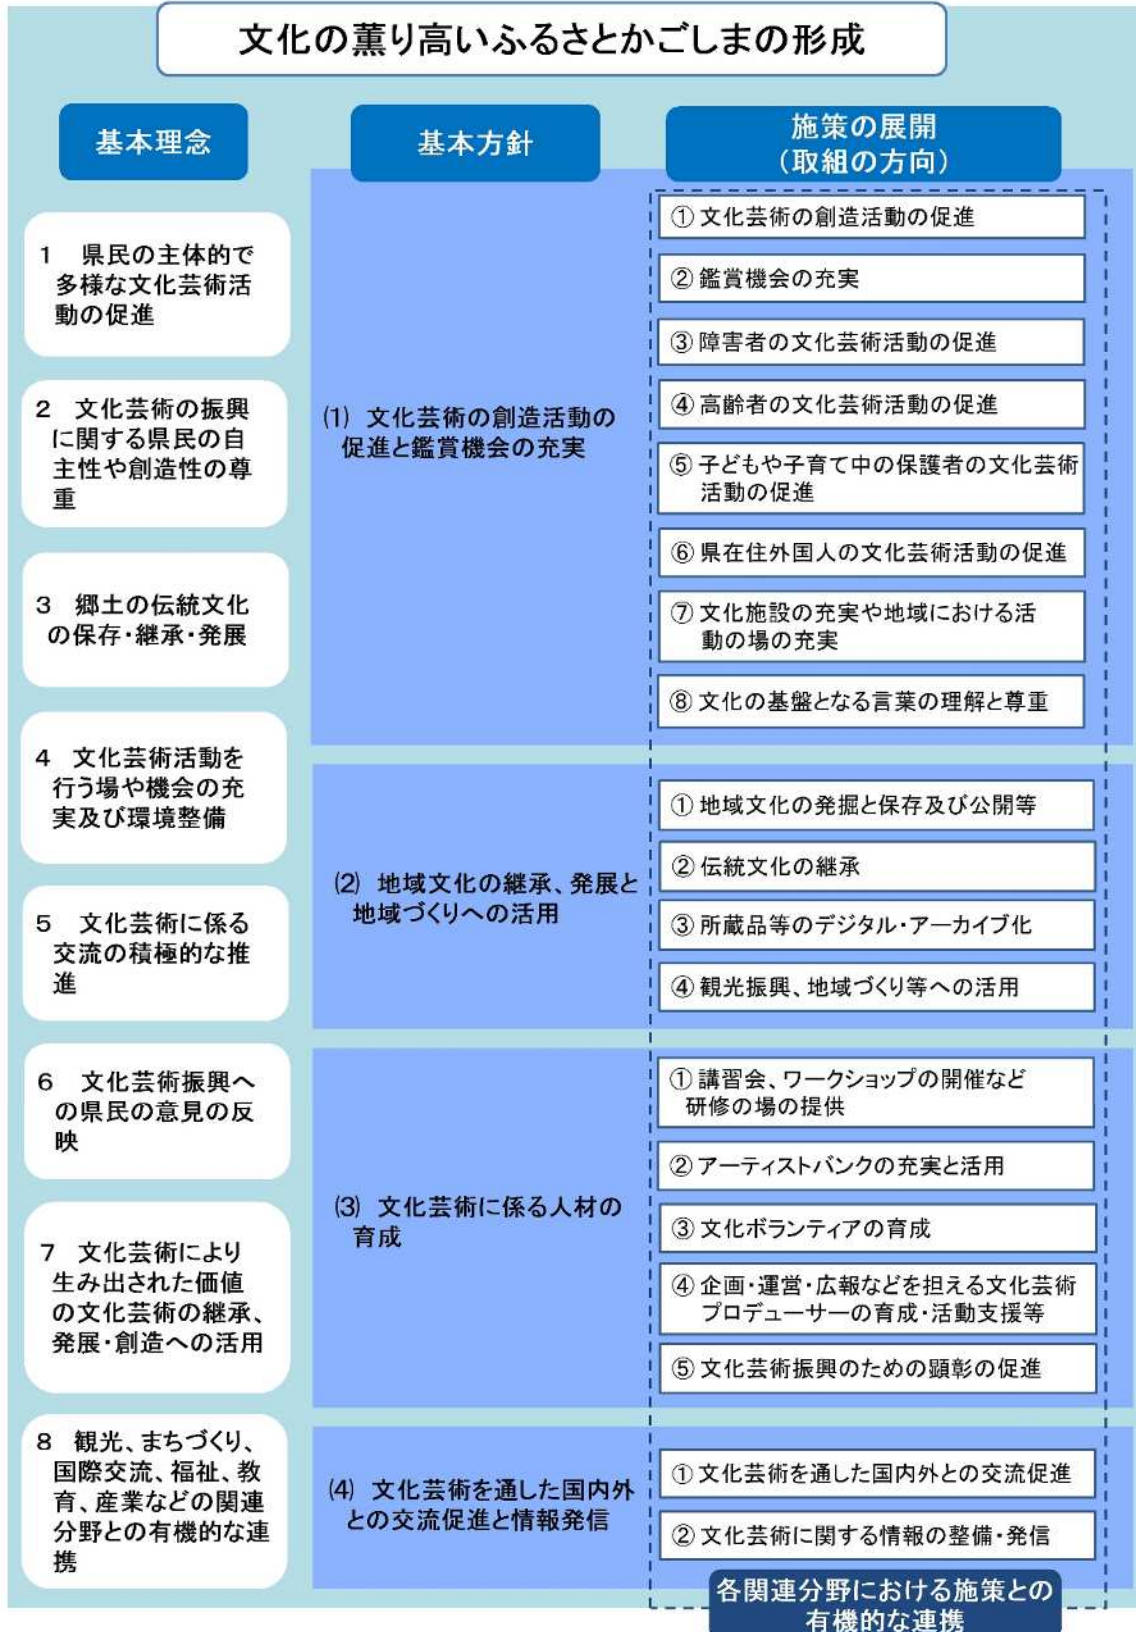 文化の薫り高いふるさとかごしまの形成
基本理念
1 県民の主体的で
多様な文化芸術活
動の促進
2 文化芸術の振興
に関する県民の自
主性や創造性の尊
重
3 郷土の伝統文化
の保存・継承・発展
4 文化芸術活動を
行う場や機会の充
実及び環境整備
5 文化芸術に係る
交流の積極的な推
進
6 文化芸術振興へ
の県民の意見の反
映
7 文化芸術により
生み出された価値
の文化芸術の継承、
発展・創造への活用
8 観光、まちづくり、
国際交流、福祉、教
育、産業などの関連
分野との有機的な連
携
基本方針
施策の展開
(取組の方向)
(1) 文化芸術の創造活動の
促進と鑑賞機会の充実
①文化芸術の創造活動の促進
②鑑賞機会の充実
③障害者の文化芸術活動の促進
④高齢者の文化芸術活動の促進
⑤子どもや子育て中の保護者の文化芸術
活動の促進
⑥県在住外国人の文化芸術活動の促進
⑦文化施設の充実や地域における活
動の場の充実
⑧文化の基盤となる言葉の理解と尊重
(2) 地域文化の継承、発展と
地域づくりへの活用
①地域文化の発掘と保存及び公開等
②伝統文化の継承
③所蔵品等のデジタル・アーカイブ化
④観光振興、地域づくり等への活用
(3) 文化芸術に係る人材の
育成
①講習会、ワークショップの開催など
研修の場の提供
②アーティストバンクの充実と活用
③文化ボランティアの育成
④企画・運営・広報などを担える文化芸術
プロデューサーの育成・活動支援等
⑤文化芸術振興のための顕彰の促進
(4) 文化芸術を通した国内外
との交流促進と情報発信
①文化芸術を通した国内外との交流促進
②文化芸術に関する情報の整備・発信
各関連分野における施策との
有機的な連携